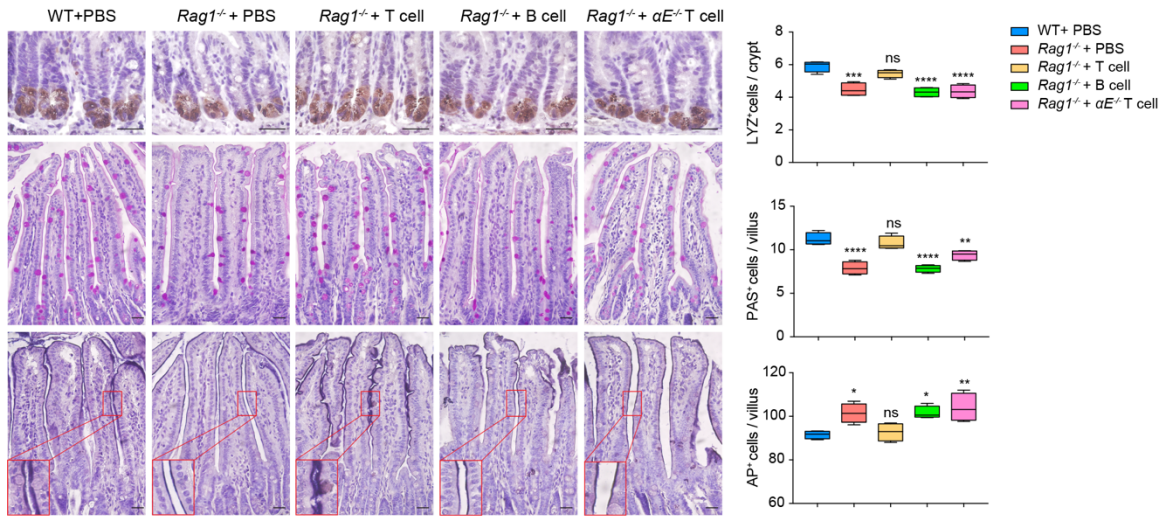 WT+PBS
Rag1⁻/⁻ + PBS
Rag1⁻/⁻ + T cell
Rag1⁻/⁻ + B cell
Rag1⁻/⁻ + αE⁻/⁻ T cell
LYZ⁺cells / crypt
8
6
4
2
0
***
ns
****
****
WT+ PBS
Rag1⁻/⁻ + PBS
Rag1⁻/⁻ + T cell
Rag1⁻/⁻ + B cell
Rag1⁻/⁻ + αE⁻/⁻ T cell
PAS⁺cells / villus
15
10
5
0
****
ns
****
**
AP⁺cells / villus
120
100
80
60
*
ns
*
**